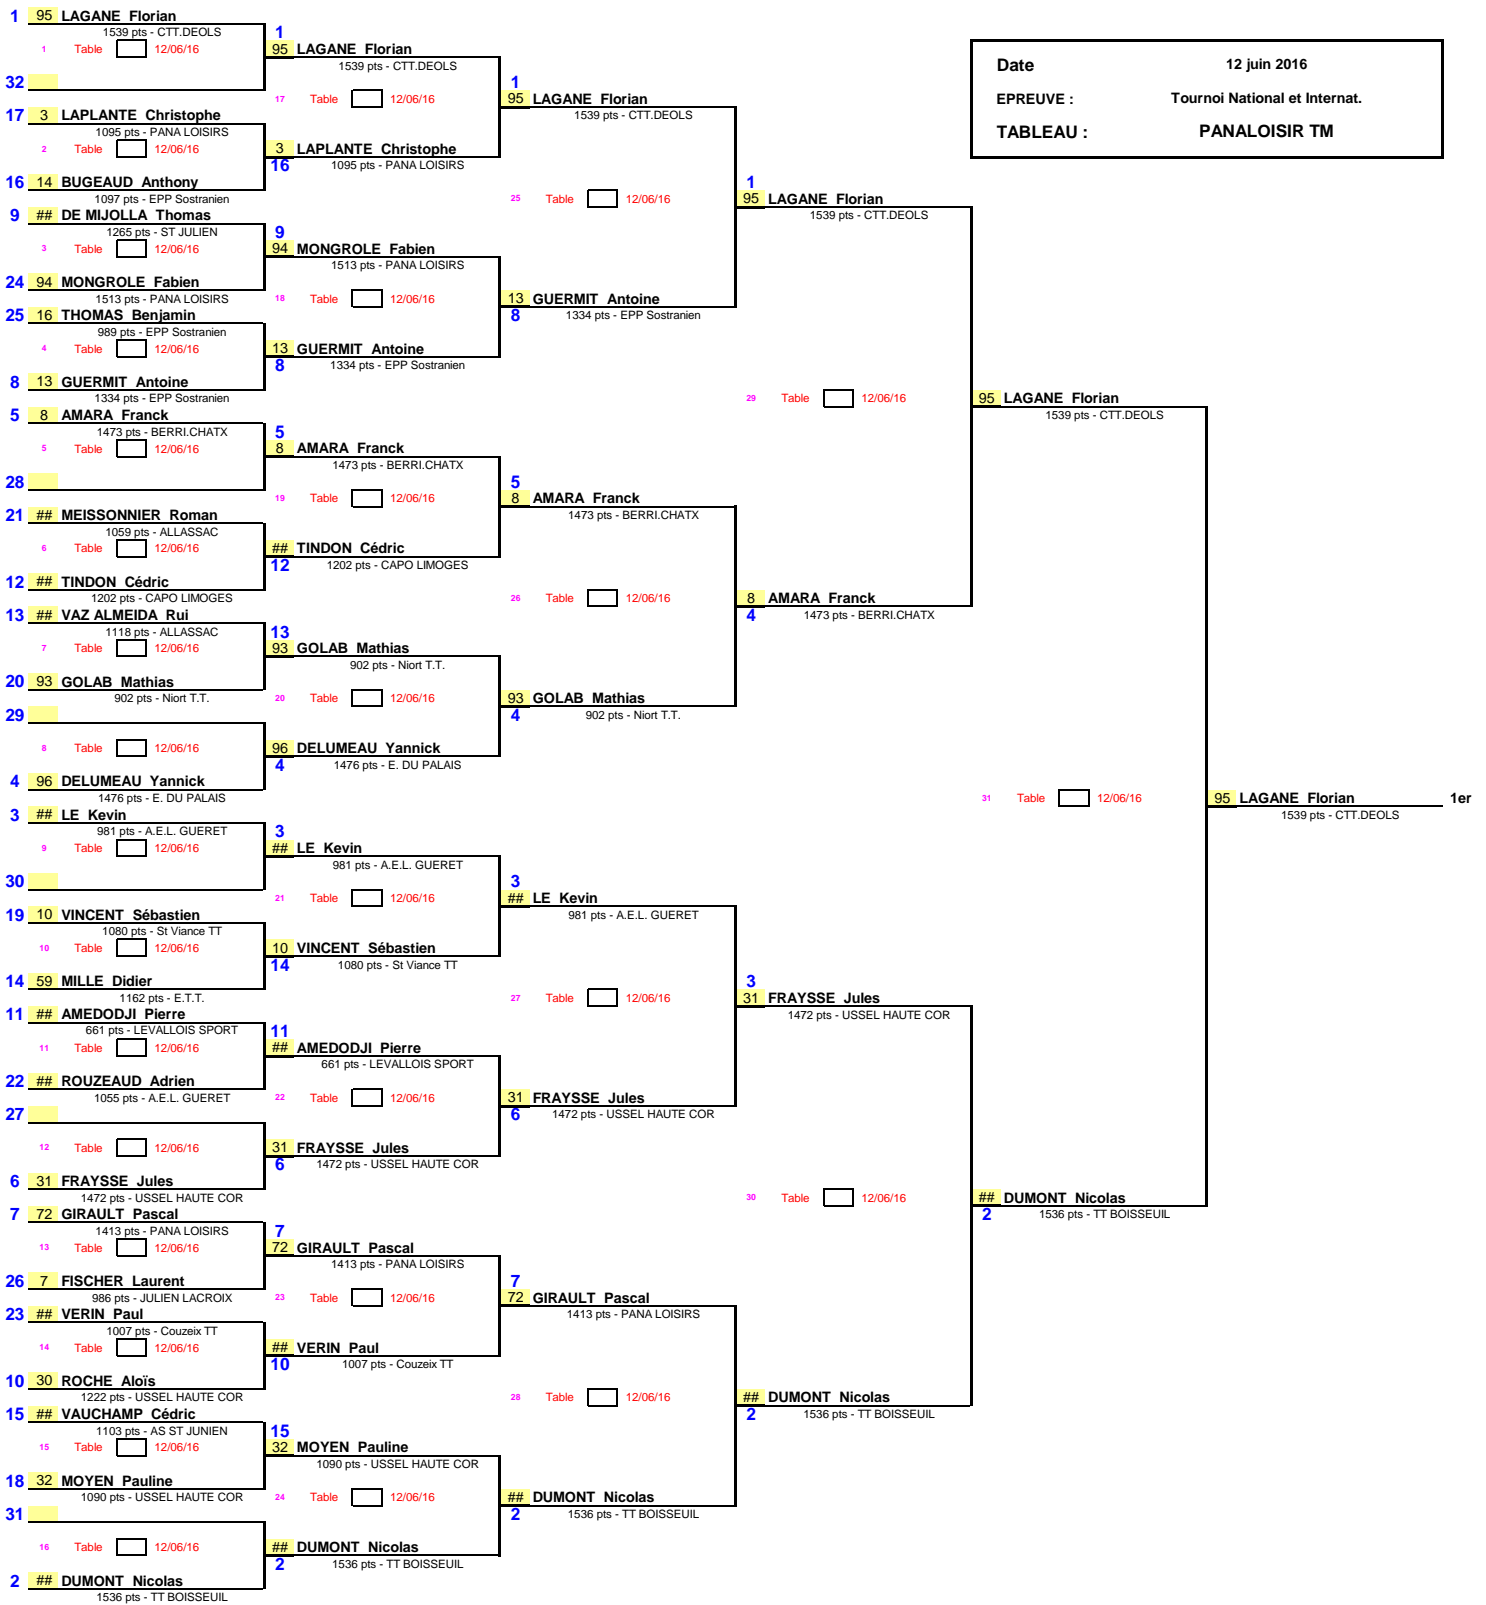 Date 12 juin 2016
EPREUVE : Tournoi National et Internat.
TABLEAU : PANALOISIR TM
1 95 LAGANE Florian
1539 pts - CTT.DEOLS
1 Table 12/06/16
32
17 3 LAPLANTE Christophe
1095 pts - PANA LOISIRS
2 Table 12/06/16
16 14 BUGEAUD Anthony
1097 pts - EPP Sostranien
9 ## DE MIJOLLA Thomas
1265 pts - ST JULIEN
3 Table 12/06/16
24 94 MONGROLE Fabien
1513 pts - PANA LOISIRS
25 16 THOMAS Benjamin
989 pts - EPP Sostranien
4 Table 12/06/16
8 13 GUERMIT Antoine
1334 pts - EPP Sostranien
5 8 AMARA Franck
1473 pts - BERRI.CHATX
5 Table 12/06/16
28
21 ## MEISSONNIER Roman
1059 pts - ALLASSAC
6 Table 12/06/16
12 ## TINDON Cédric
1202 pts - CAPO LIMOGES
13 ## VAZ ALMEIDA Rui
1118 pts - ALLASSAC
7 Table 12/06/16
20 93 GOLAB Mathias
902 pts - Niort T.T.
29
8 Table 12/06/16
4 96 DELUMEAU Yannick
1476 pts - E. DU PALAIS
3 ## LE Kevin
981 pts - A.E.L. GUERET
9 Table 12/06/16
30
19 10 VINCENT Sébastien
1080 pts - St Viance TT
10 Table 12/06/16
14 59 MILLE Didier
1162 pts - E.T.T.
11 ## AMEDODJI Pierre
661 pts - LEVALLOIS SPORT
11 Table 12/06/16
22 ## ROUZEAUD Adrien
1055 pts - A.E.L. GUERET
27
12 Table 12/06/16
6 31 FRAYSSE Jules
1472 pts - USSEL HAUTE COR
7 72 GIRAULT Pascal
1413 pts - PANA LOISIRS
13 Table 12/06/16
26 7 FISCHER Laurent
986 pts - JULIEN LACROIX
23 ## VERIN Paul
1007 pts - Couzeix TT
14 Table 12/06/16
10 30 ROCHE Aloïs
1222 pts - USSEL HAUTE COR
15 ## VAUCHAMP Cédric
1103 pts - AS ST JUNIEN
15 Table 12/06/16
18 32 MOYEN Pauline
1090 pts - USSEL HAUTE COR
31
16 Table 12/06/16
2 ## DUMONT Nicolas
1536 pts - TT BOISSEUIL
1
95 LAGANE Florian
1539 pts - CTT.DEOLS
17 Table 12/06/16
3 LAPLANTE Christophe
16 1095 pts - PANA LOISIRS
9
94 MONGROLE Fabien
1513 pts - PANA LOISIRS
18 Table 12/06/16
13 GUERMIT Antoine
8 1334 pts - EPP Sostranien
5
8 AMARA Franck
1473 pts - BERRI.CHATX
19 Table 12/06/16
## TINDON Cédric
12 1202 pts - CAPO LIMOGES
13
93 GOLAB Mathias
902 pts - Niort T.T.
20 Table 12/06/16
96 DELUMEAU Yannick
4 1476 pts - E. DU PALAIS
3
## LE Kevin
981 pts - A.E.L. GUERET
21 Table 12/06/16
10 VINCENT Sébastien
14 1080 pts - St Viance TT
11
## AMEDODJI Pierre
661 pts - LEVALLOIS SPORT
22 Table 12/06/16
31 FRAYSSE Jules
6 1472 pts - USSEL HAUTE COR
7
72 GIRAULT Pascal
1413 pts - PANA LOISIRS
23 Table 12/06/16
## VERIN Paul
10 1007 pts - Couzeix TT
15
32 MOYEN Pauline
1090 pts - USSEL HAUTE COR
24 Table 12/06/16
## DUMONT Nicolas
2 1536 pts - TT BOISSEUIL
1
95 LAGANE Florian
1539 pts - CTT.DEOLS
25 Table 12/06/16
13 GUERMIT Antoine
8 1334 pts - EPP Sostranien
5
8 AMARA Franck
1473 pts - BERRI.CHATX
26 Table 12/06/16
93 GOLAB Mathias
4 902 pts - Niort T.T.
3
## LE Kevin
981 pts - A.E.L. GUERET
27 Table 12/06/16
31 FRAYSSE Jules
6 1472 pts - USSEL HAUTE COR
7
72 GIRAULT Pascal
1413 pts - PANA LOISIRS
28 Table 12/06/16
## DUMONT Nicolas
2 1536 pts - TT BOISSEUIL
1
95 LAGANE Florian
1539 pts - CTT.DEOLS
29 Table 12/06/16
8 AMARA Franck
4 1473 pts - BERRI.CHATX
3
31 FRAYSSE Jules
1472 pts - USSEL HAUTE COR
30 Table 12/06/16
## DUMONT Nicolas
2 1536 pts - TT BOISSEUIL
95 LAGANE Florian
1539 pts - CTT.DEOLS
31 Table 12/06/16
## DUMONT Nicolas
2 1536 pts - TT BOISSEUIL
95 LAGANE Florian 1er
1539 pts - CTT.DEOLS